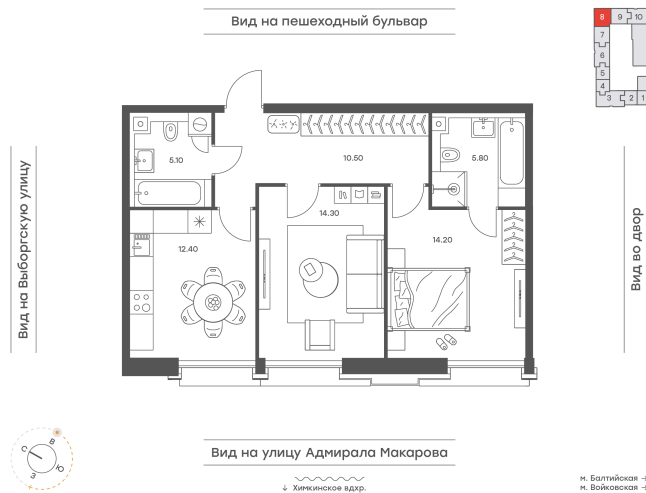 Вид на пешеходный бульвар
8 9 10
7
6
5
4
3 2 1
Вид на Выборгскую улицу
5.10
10.50
5.80
12.40
14.30
14.20
Вид во двор
С В Ю З
Вид на улицу Адмирала Макарова
↓ Химкинское вдхр.
м. Балтийская →
м. Войковская →